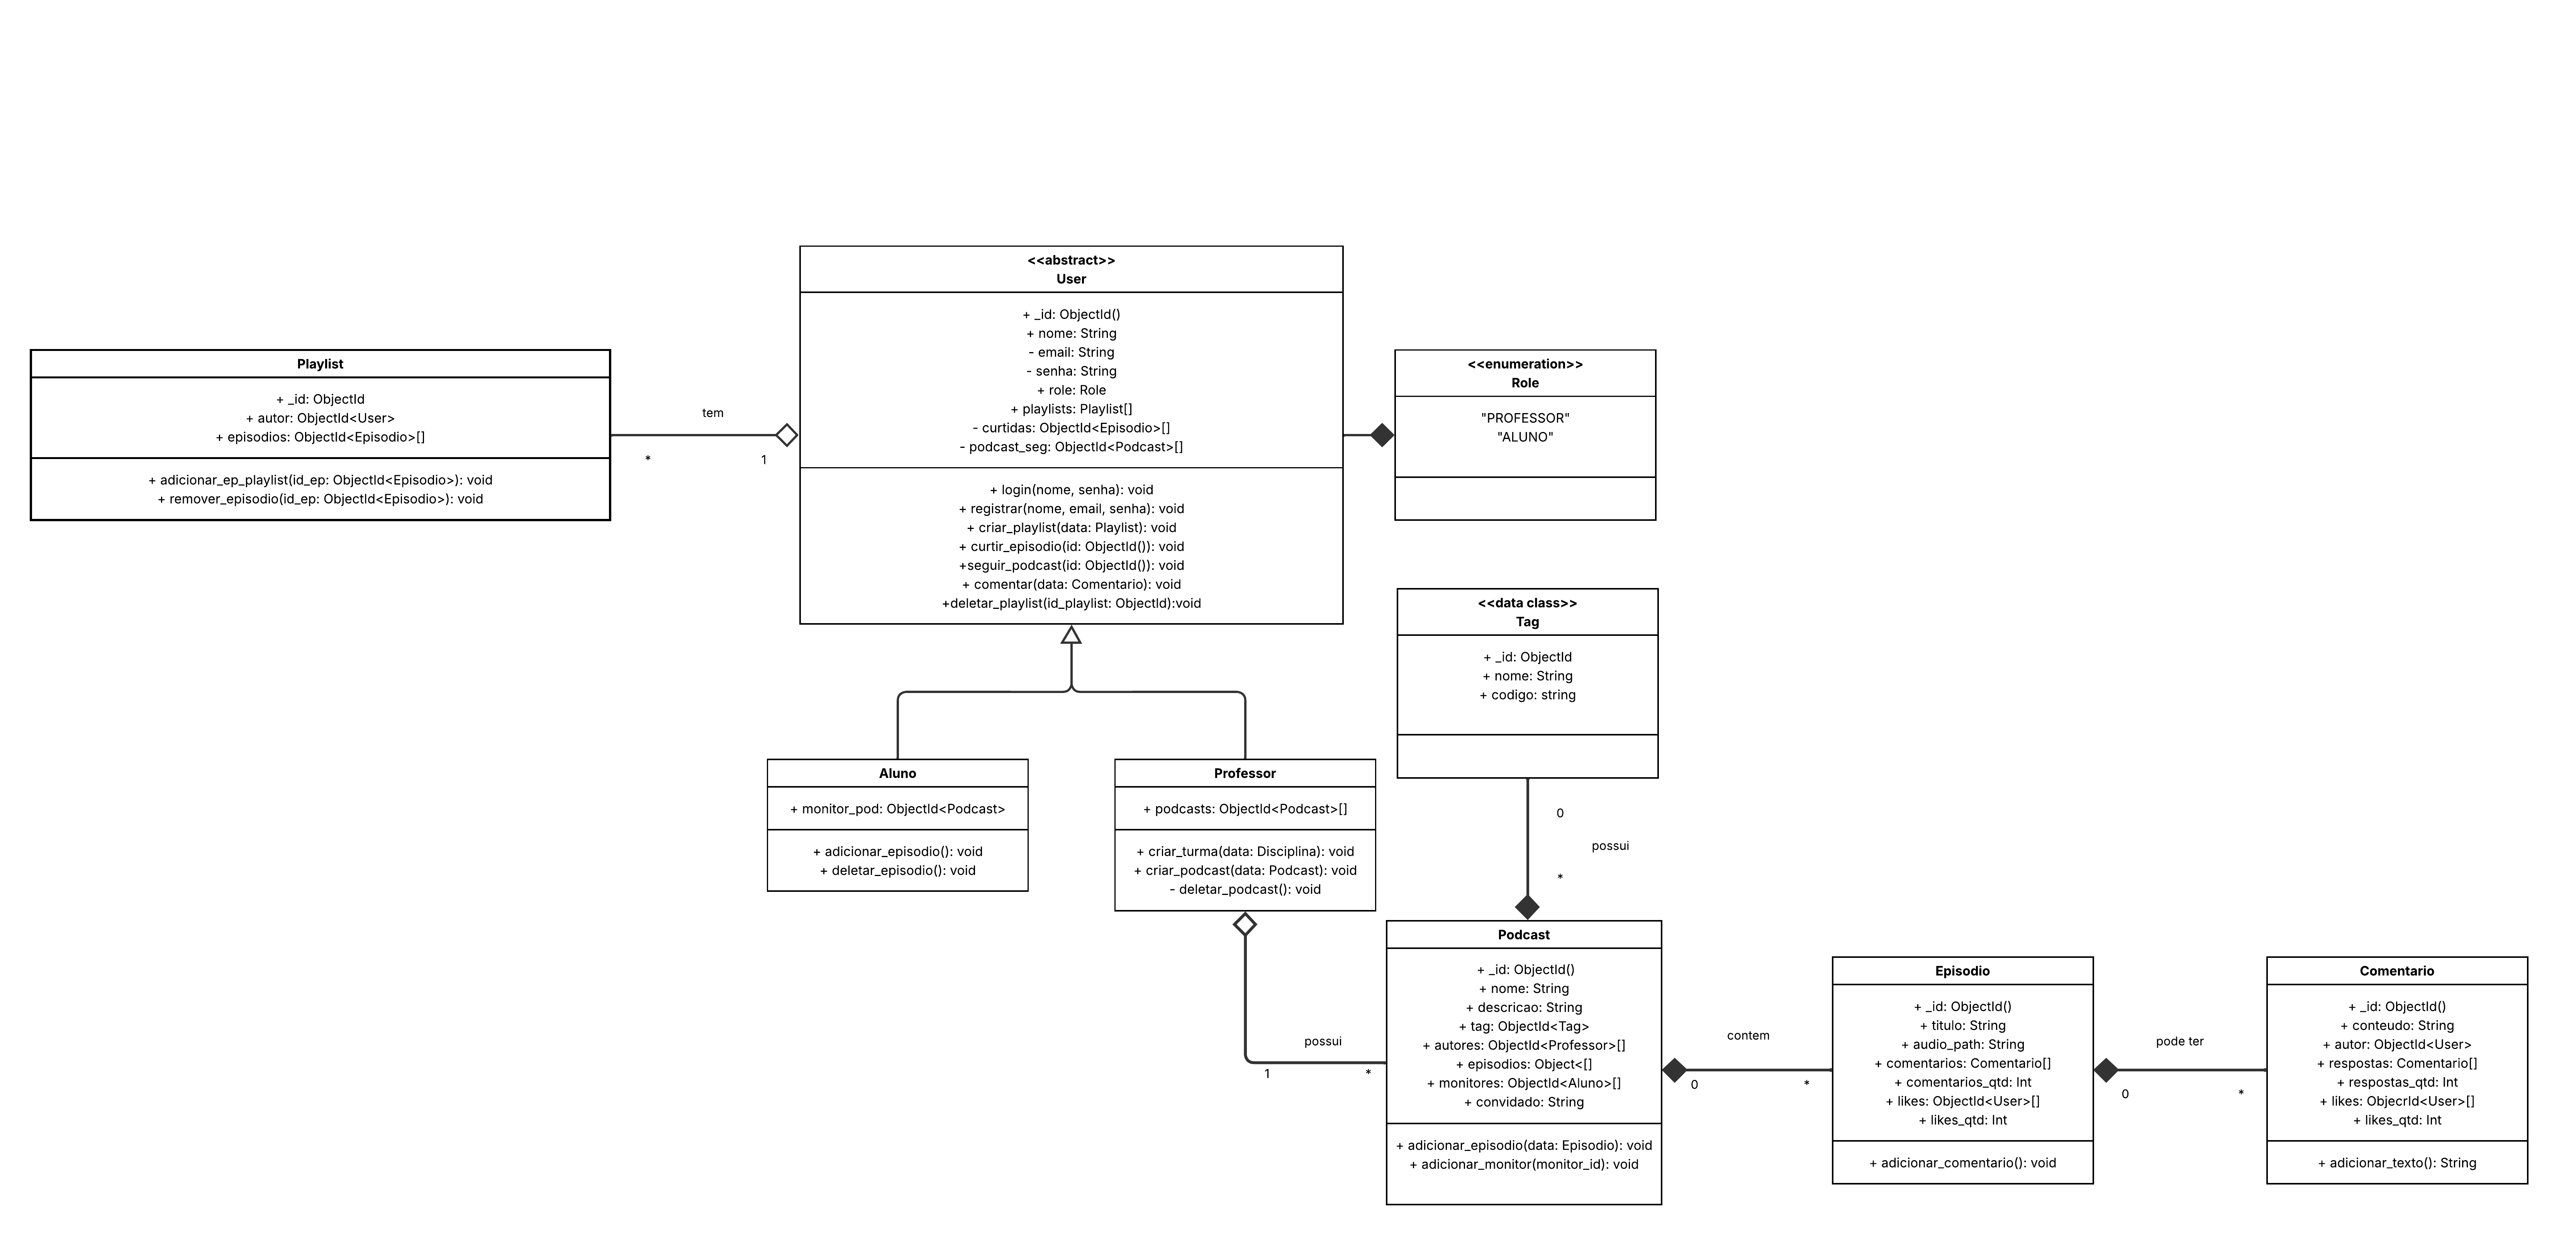 <<abstract>>
User
+ _id: ObjectId()
+ nome: String
- email: String
- senha: String
+ role: Role
+ playlists: Playlist[]
- curtidas: ObjectId<Episodio>[]
- podcast_seg: ObjectId<Podcast>[]
+ login(nome, senha): void
+ registrar(nome, email, senha): void
+ criar_playlist(data: Playlist): void
+ curtir_episodio(id: ObjectId()): void
+seguir_podcast(id: ObjectId()): void
+ comentar(data: Comentario): void
+deletar_playlist(id_playlist: ObjectId):void
Playlist
+ _id: ObjectId
+ autor: ObjectId<User>
+ episodios: ObjectId<Episodio>[]
+ adicionar_ep_playlist(id_ep: ObjectId<Episodio>): void
+ remover_episodio(id_ep: ObjectId<Episodio>): void
tem
*
1
<<enumeration>>
Role
"PROFESSOR"
"ALUNO"
<<data class>>
Tag
+ _id: ObjectId
+ nome: String
+ codigo: string
0
possui
*
Aluno
+ monitor_pod: ObjectId<Podcast>
+ adicionar_episodio(): void
+ deletar_episodio(): void
Professor
+ podcasts: ObjectId<Podcast>[]
+ criar_turma(data: Disciplina): void
+ criar_podcast(data: Podcast): void
- deletar_podcast(): void
possui
1
*
Podcast
+ _id: ObjectId()
+ nome: String
+ descricao: String
+ tag: ObjectId<Tag>
+ autores: ObjectId<Professor>[]
+ episodios: Object<[]
+ monitores: ObjectId<Aluno>[]
+ convidado: String
+ adicionar_episodio(data: Episodio): void
+ adicionar_monitor(monitor_id): void
contem
0
*
Episodio
+ _id: ObjectId()
+ titulo: String
+ audio_path: String
+ comentarios: Comentario[]
+ comentarios_qtd: Int
+ likes: ObjectId<User>[]
+ likes_qtd: Int
+ adicionar_comentario(): void
pode ter
0
*
Comentario
+ _id: ObjectId()
+ conteudo: String
+ autor: ObjectId<User>
+ respostas: Comentario[]
+ respostas_qtd: Int
+ likes: ObjecrId<User>[]
+ likes_qtd: Int
+ adicionar_texto(): String